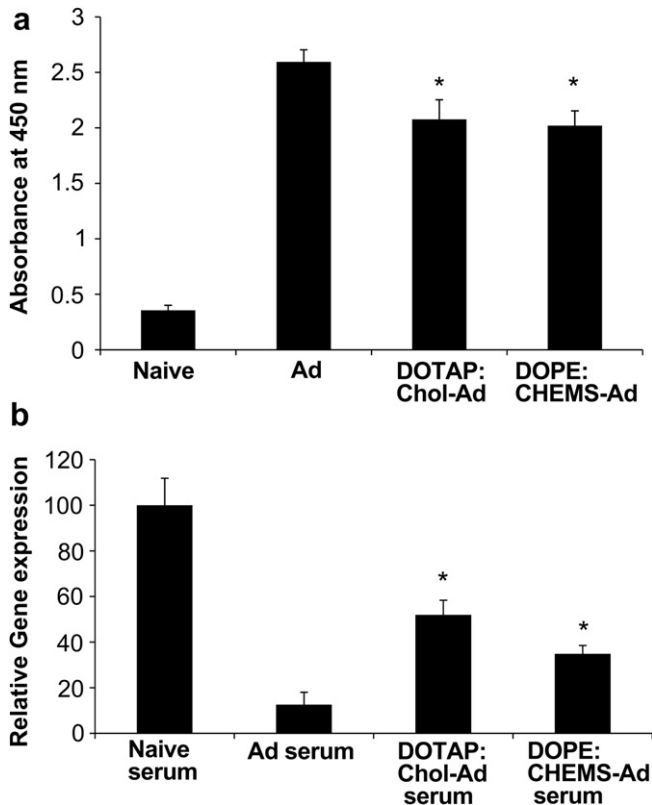 a
Absorbance at 450 nm
3
2.5
2
1.5
1
0.5
0
*
*
Naive
Ad
DOTAP:
Chol-Ad
DOPE:
CHEMS-Ad
b
Relative Gene expression
120
100
80
60
40
20
0
*
*
Naive
serum
Ad serum
DOTAP:
Chol-Ad
serum
DOPE:
CHEMS-Ad
serum